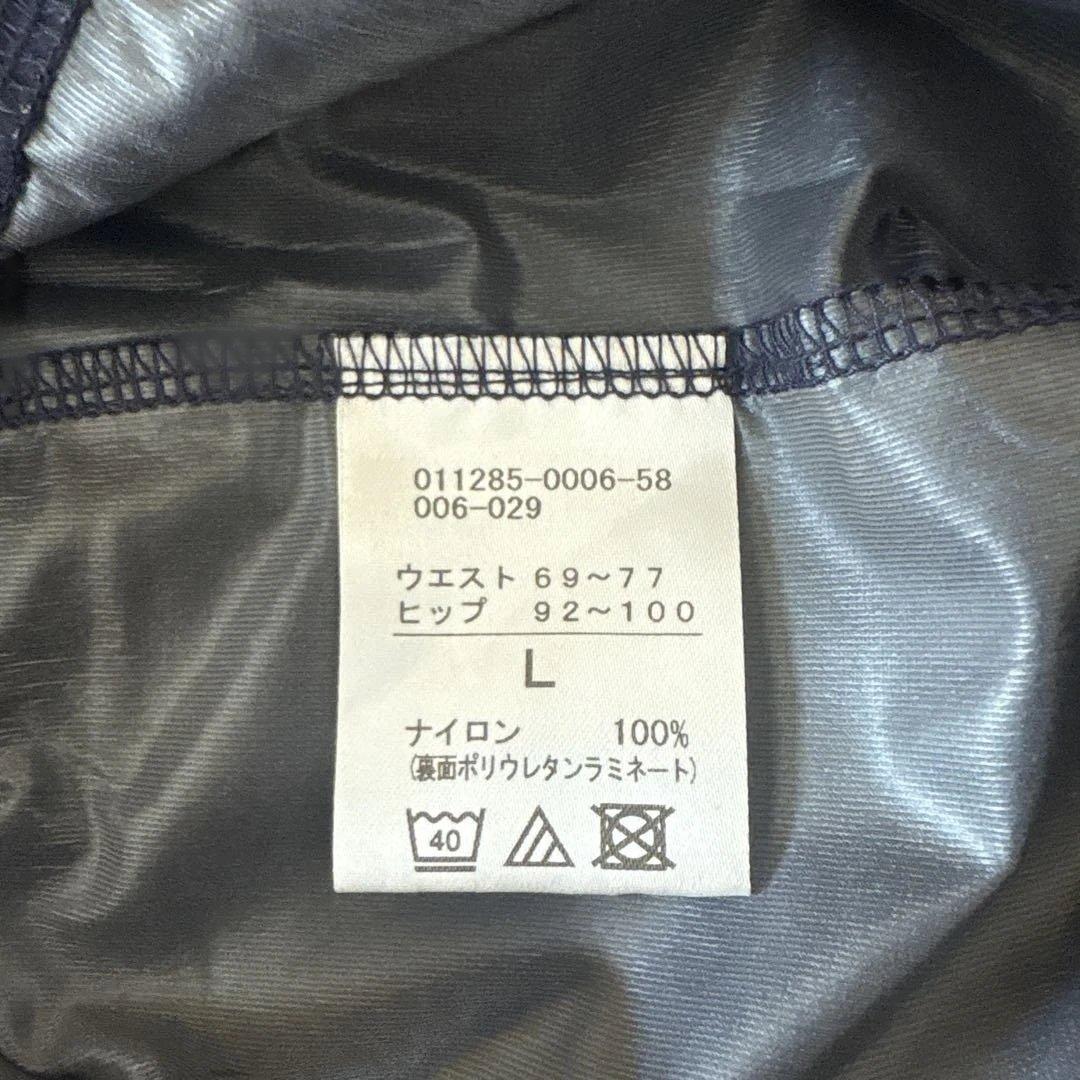 011285-0006-58
006-029
ウエスト 69～77
ヒップ 92～100
L
ナイロン 100%
(裏面ポリウレタンラミネート)
40